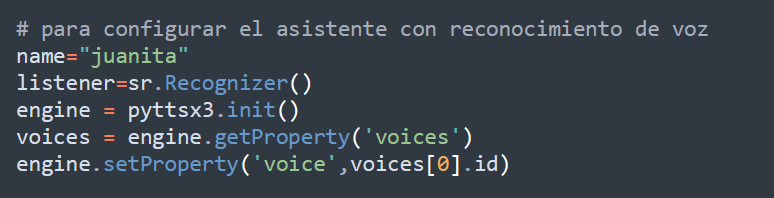 # para configurar el asistente con reconocimiento de voz
name="juanita"
listener=sr.Recognizer()
engine = pyttsx3.init()
voices = engine.getProperty('voices')
engine.setProperty('voice',voices[0].id)